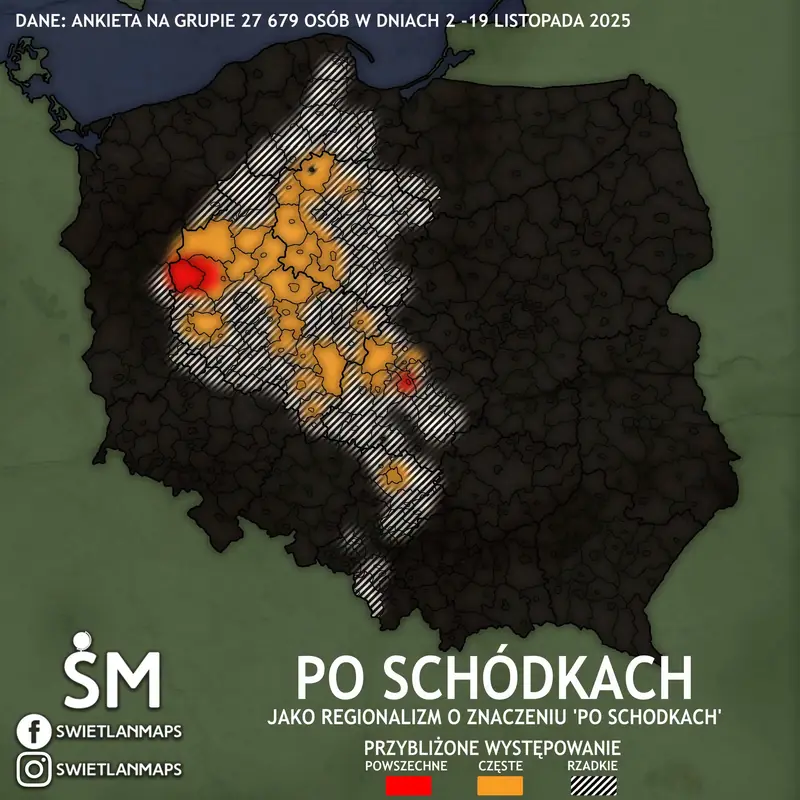 DANE: ANKIETA NA GRUPIE 27 679 OSÓB W DNIACH 2 -19 LISTOPADA 2025
ŚM
SWIETLANMAPS
SWIETLANMAPS
PO SCHÓDKACH
JAKO REGIONALIZM O ZNACZENIU 'PO SCHODKACH'
PRZYBLIŻONE WYSTĘPOWANIE
POWSZECHNE CZĘSTE RZADKIE